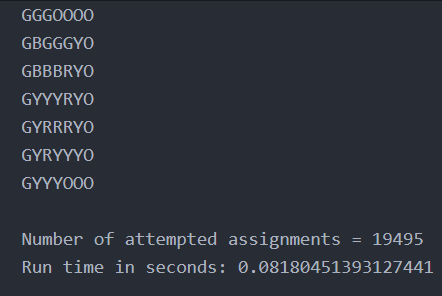 GGGOOOO
GBGGGYO
GBBBRYO
GYYYRYO
GYRRRYO
GYRYYYO
GYYYOOO
Number of attempted assignments = 19495
Run time in seconds: 0.08180451393127441